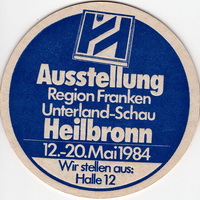 Ausstellung
Region Franken
Unterland-Schau
Heilbronn
12.-20.Mai 1984
Wir stellen aus:
Halle 12